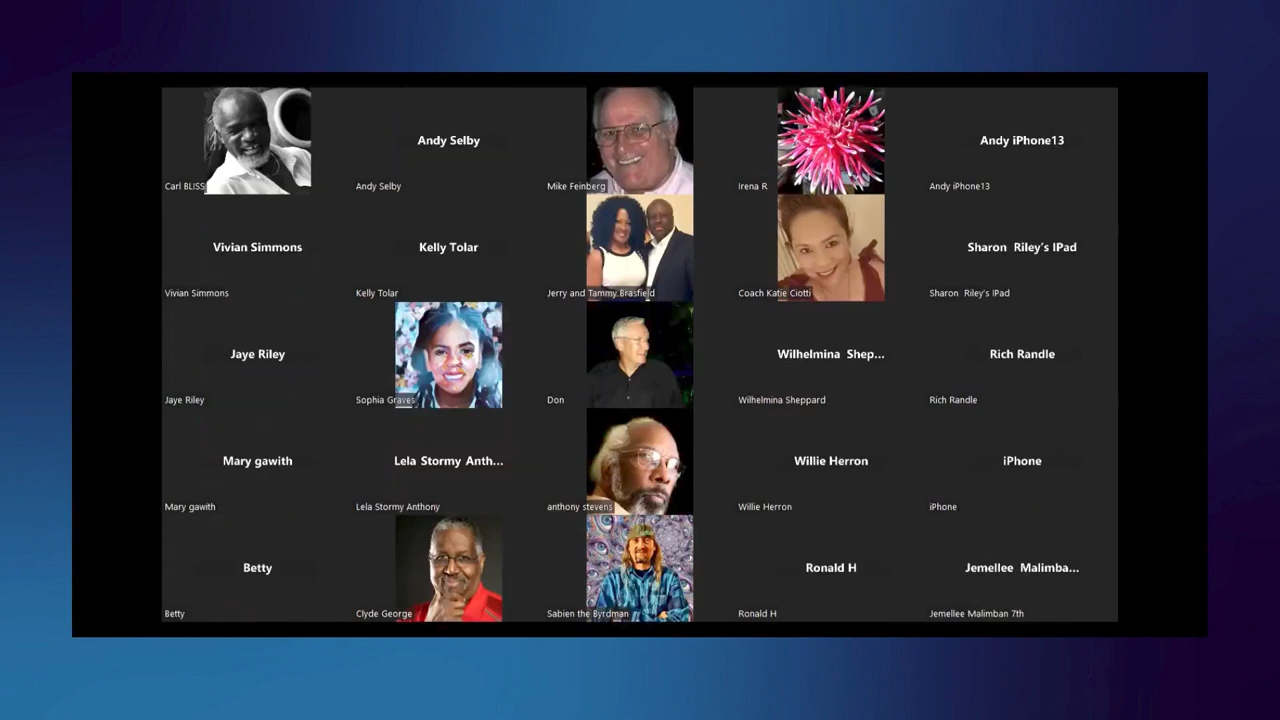 Carl BLISS
Andy Selby
Andy Selby
Mike Feinberg
Irena R
Andy iPhone13
Andy iPhone13
Vivian Simmons
Vivian Simmons
Kelly Tolar
Kelly Tolar
Jerry and Tammy Brasfield
Coach Katie Ciotti
Sharon Riley's IPad
Sharon Riley's IPad
Jaye Riley
Jaye Riley
Sophia Graves
Don
Wilhelmina Shep...
Wilhelmina Sheppard
Rich Randle
Rich Randle
Mary gawith
Mary gawith
Lela Stormy Anth...
Lela Stormy Anthony
anthony stevens
Willie Herron
Willie Herron
iPhone
iPhone
Betty
Betty
Clyde George
Sabien the Byrdman
Ronald H
Ronald H
Jemellee Malimba...
Jemellee Malimban 7th